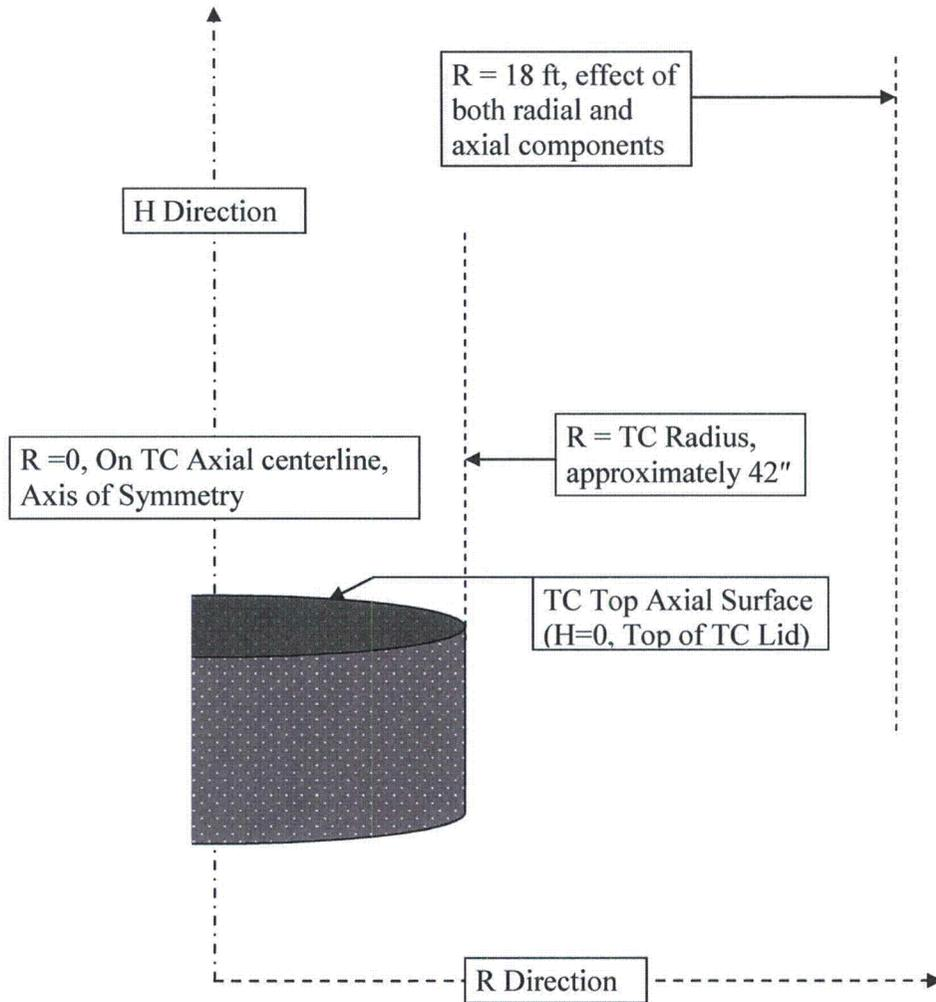 R = 18 ft, effect of
both radial and
axial components
H Direction
R =0, On TC Axial centerline,
Axis of Symmetry
R = TC Radius,
approximately 42″
TC Top Axial Surface
(H=0, Top of TC Lid)
R Direction